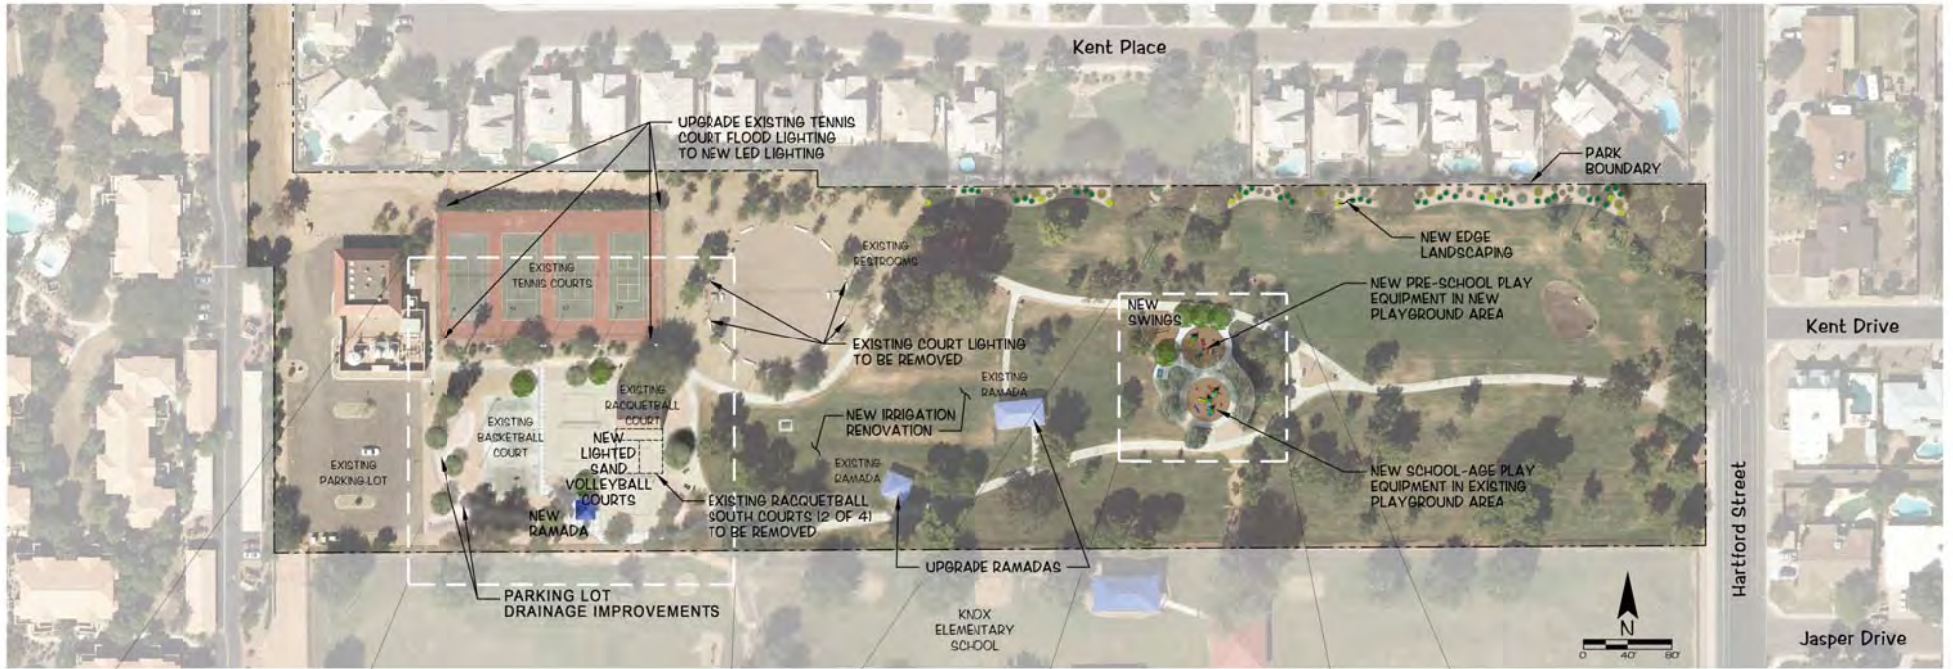 Kent Place
UPGRADE EXISTING TENNIS
COURT FLOOD LIGHTING
TO NEW LED LIGHTING
PARK
BOUNDARY
NEW EDGE
LANDSCAPING
EXISTING
RESTROOMS
EXISTING
TENNIS COURTS
NEW PRE-SCHOOL PLAY
EQUIPMENT IN NEW
PLAYGROUND AREA
NEW
SWINGS
Kent Drive
EXISTING COURT LIGHTING
TO BE REMOVED
EXISTING
RAMADA
EXISTING
RACQUETBALL
COURT
NEW IRRIGATION
RENOVATION
EXISTING
BASKETBALL
COURT
NEW
LIGHTED
SAND
VOLLEYBALL
COURTS
EXISTING
PARKING LOT
EXISTING
RAMADA
NEW SCHOOL-AGE PLAY
EQUIPMENT IN EXISTING
PLAYGROUND AREA
EXISTING RACQUETBALL
SOUTH COURTS (2 OF 4)
TO BE REMOVED
NEW
RAMADA
Hartford Street
UPGRADE RAMADAS
PARKING LOT
DRAINAGE IMPROVEMENTS
KNOX
ELEMENTARY
SCHOOL
N
0 40' 80'
Jasper Drive